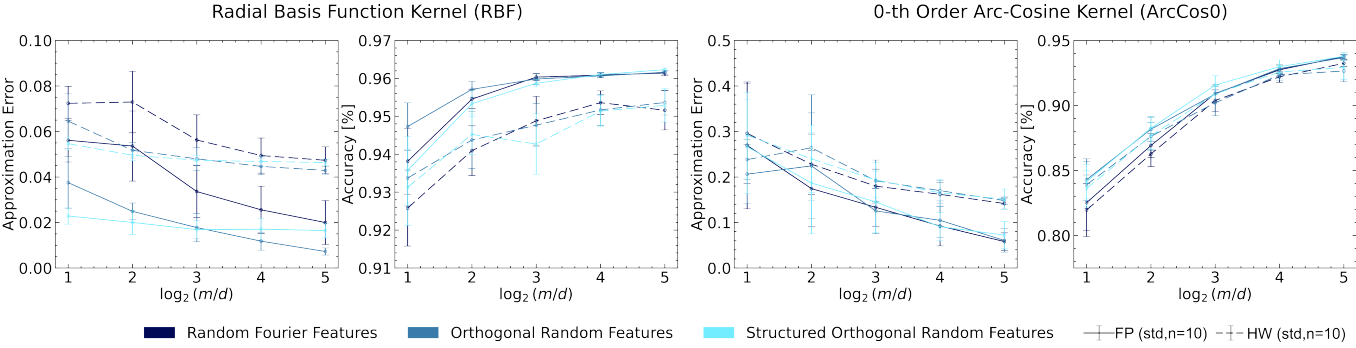 Radial Basis Function Kernel (RBF)
0-th Order Arc-Cosine Kernel (ArcCos0)
Approximation Error
0.10
0.08
0.06
0.04
0.02
0.00
1 2 3 4 5
log2 (m/d)
Accuracy [%]
0.97
0.96
0.95
0.94
0.93
0.92
0.91
1 2 3 4 5
log2 (m/d)
Approximation Error
0.5
0.4
0.3
0.2
0.1
0.0
1 2 3 4 5
log2 (m/d)
Accuracy [%]
0.95
0.90
0.85
0.80
1 2 3 4 5
log2 (m/d)
Random Fourier Features
Orthogonal Random Features
Structured Orthogonal Random Features
FP (std,n=10)
HW (std,n=10)